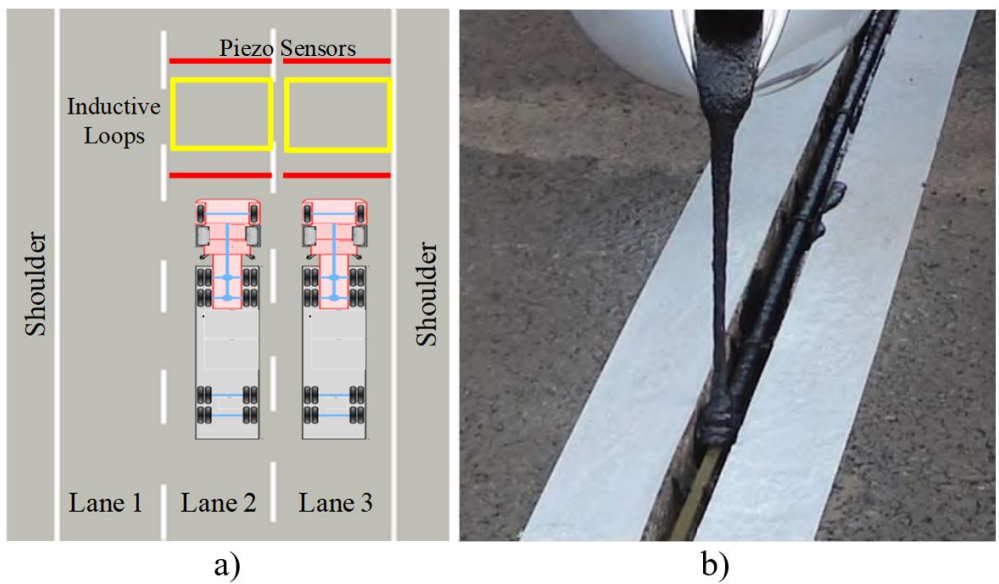 Piezo Sensors
Inductive
Loops
Shoulder
Shoulder
Lane 1
Lane 2
Lane 3
a)
b)